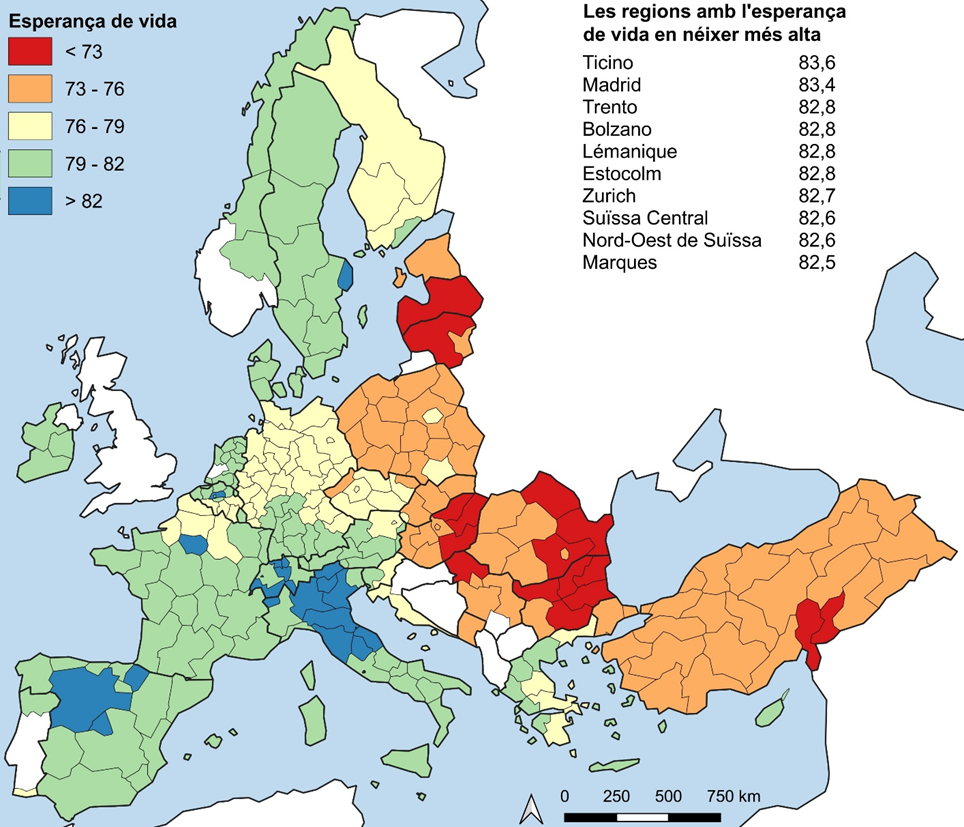 Esperança de vida
< 73
73 - 76
76 - 79
79 - 82
> 82
Les regions amb l'esperança
de vida en néixer més alta
Ticino 83,6
Madrid 83,4
Trento 82,8
Bolzano 82,8
Lémanique 82,8
Estocolm 82,8
Zurich 82,7
Suïssa Central 82,6
Nord-Oest de Suïssa 82,6
Marques 82,5
0 250 500 750 km